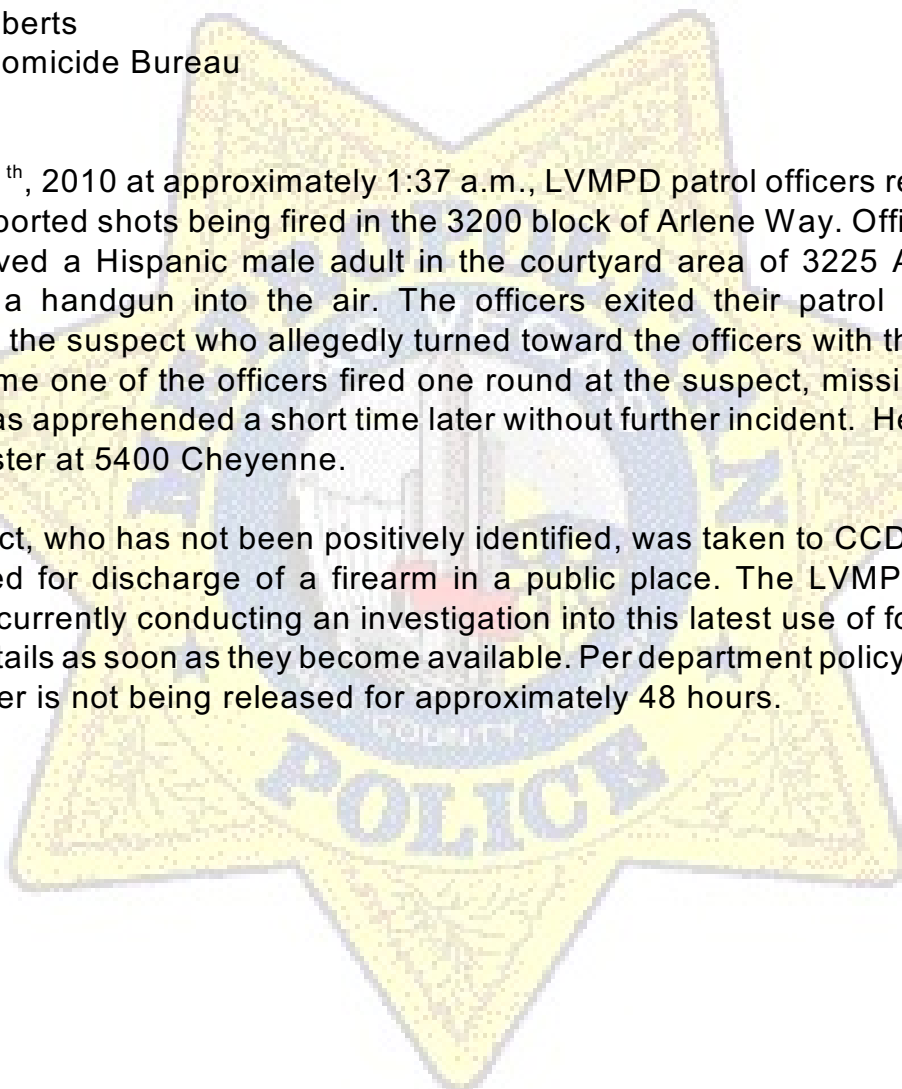 berts
omicide Bureau
th, 2010 at approximately 1:37 a.m., LVMPD patrol officers re
ported shots being fired in the 3200 block of Arlene Way. Offi
ved a Hispanic male adult in the courtyard area of 3225 A
a handgun into the air. The officers exited their patrol
the suspect who allegedly turned toward the officers with th
me one of the officers fired one round at the suspect, missi
as apprehended a short time later without further incident. He
ster at 5400 Cheyenne.
ct, who has not been positively identified, was taken to CCD
ed for discharge of a firearm in a public place. The LVMP
currently conducting an investigation into this latest use of fo
tails as soon as they become available. Per department policy
er is not being released for approximately 48 hours.
METROPOLITAN
COUNTY,
POLICE